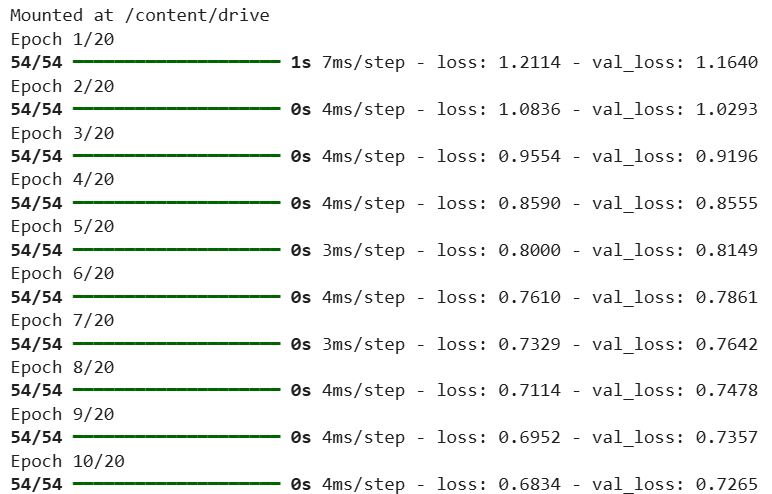 Mounted at /content/drive
Epoch 1/20
54/54 ━━━━━━━━━━━━━━━━━━━━ 1s 7ms/step - loss: 1.2114 - val_loss: 1.1640
Epoch 2/20
54/54 ━━━━━━━━━━━━━━━━━━━━ 0s 4ms/step - loss: 1.0836 - val_loss: 1.0293
Epoch 3/20
54/54 ━━━━━━━━━━━━━━━━━━━━ 0s 4ms/step - loss: 0.9554 - val_loss: 0.9196
Epoch 4/20
54/54 ━━━━━━━━━━━━━━━━━━━━ 0s 4ms/step - loss: 0.8590 - val_loss: 0.8555
Epoch 5/20
54/54 ━━━━━━━━━━━━━━━━━━━━ 0s 3ms/step - loss: 0.8000 - val_loss: 0.8149
Epoch 6/20
54/54 ━━━━━━━━━━━━━━━━━━━━ 0s 4ms/step - loss: 0.7610 - val_loss: 0.7861
Epoch 7/20
54/54 ━━━━━━━━━━━━━━━━━━━━ 0s 3ms/step - loss: 0.7329 - val_loss: 0.7642
Epoch 8/20
54/54 ━━━━━━━━━━━━━━━━━━━━ 0s 4ms/step - loss: 0.7114 - val_loss: 0.7478
Epoch 9/20
54/54 ━━━━━━━━━━━━━━━━━━━━ 0s 4ms/step - loss: 0.6952 - val_loss: 0.7357
Epoch 10/20
54/54 ━━━━━━━━━━━━━━━━━━━━ 0s 4ms/step - loss: 0.6834 - val_loss: 0.7265